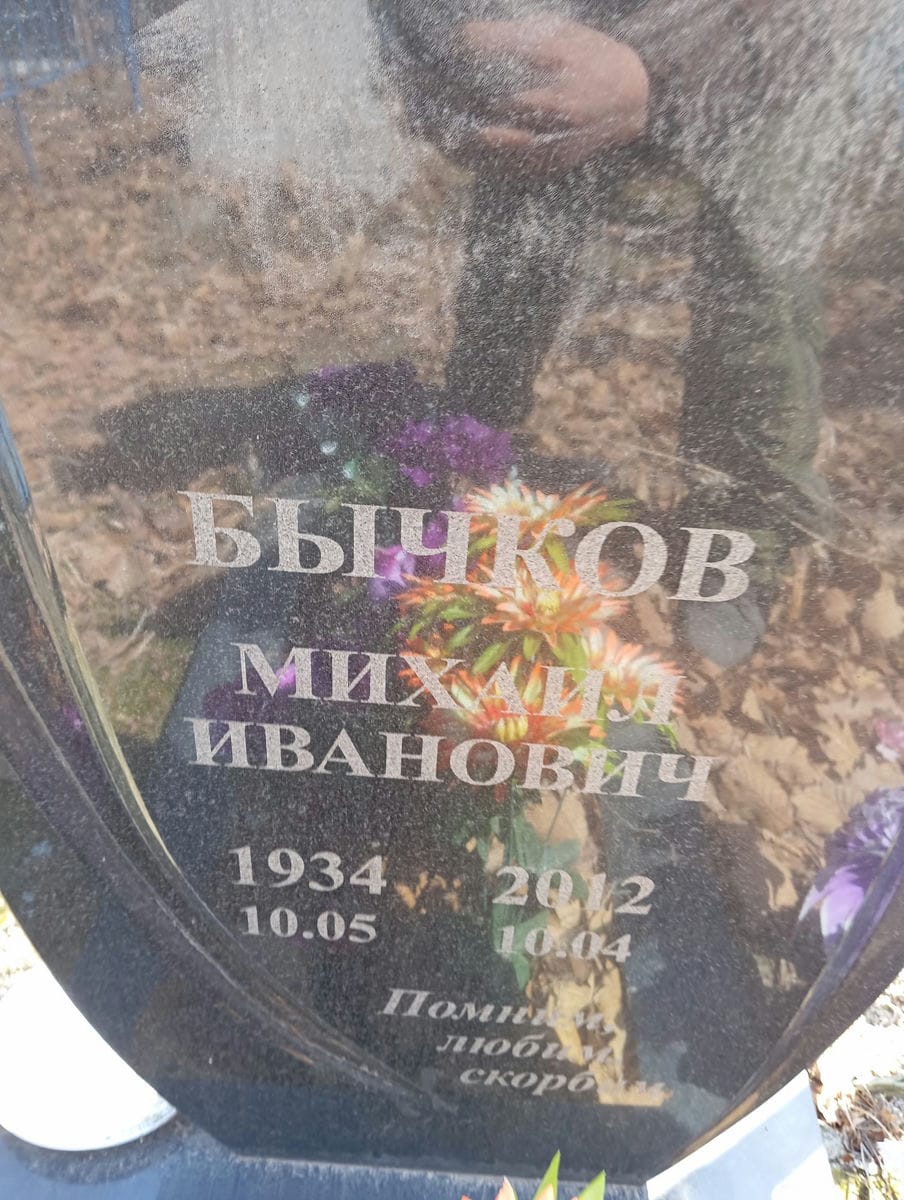 БЫЧКОВ
МИХАИЛ
ИВАНОВИЧ
1934 2012
10.05 10.04
Помним,
любим
скорбим